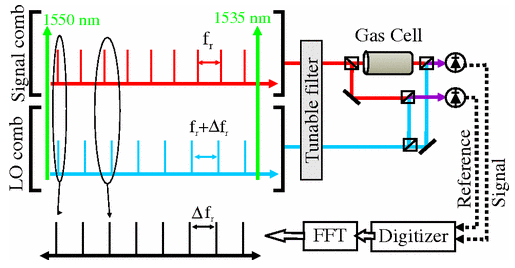 1550 nm
1535 nm
Signal comb
f_r
LO comb
f_r+Δf_r
Tunable filter
Gas Cell
Reference
Signal
Δf_r
FFT
Digitizer